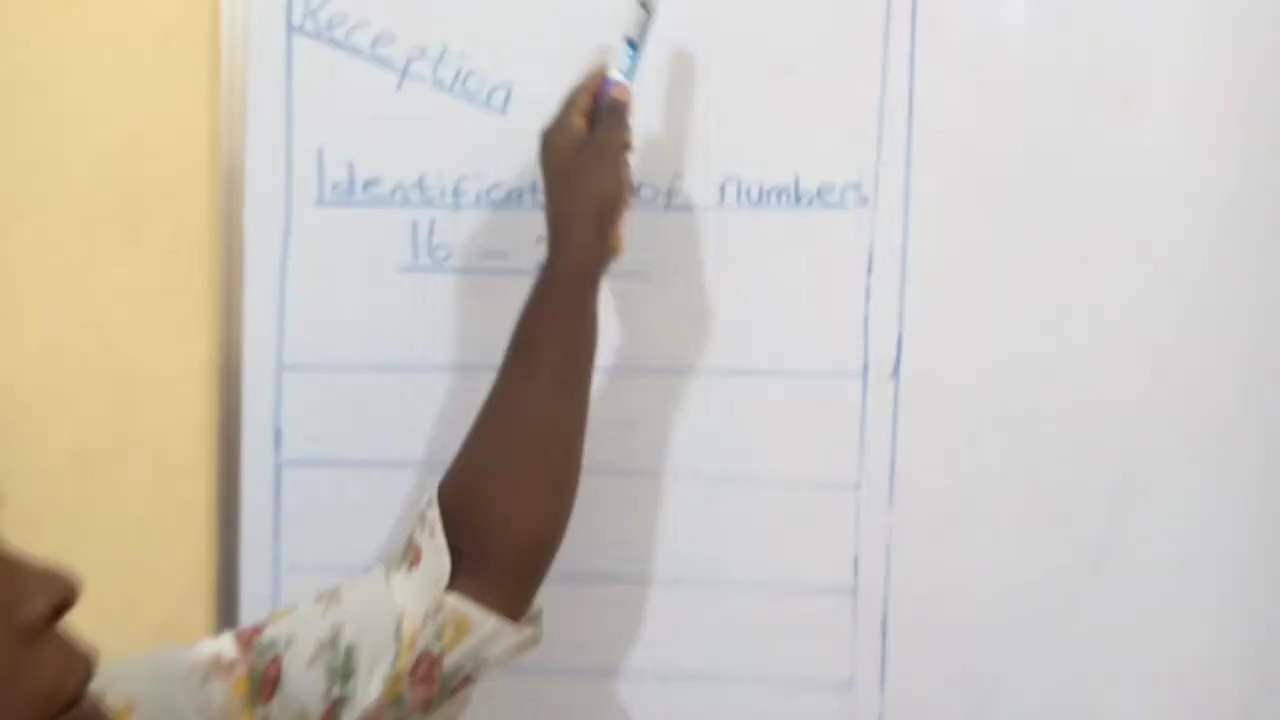 Reception
Identificat of numbers
16 -